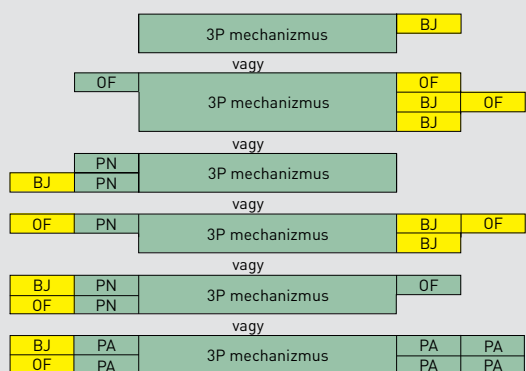 3P mechanizmus BJ
vagy
OF OF
3P mechanizmus BJ OF
BJ
vagy
PN
BJ PN 3P mechanizmus
vagy
OF PN 3P mechanizmus BJ OF
BJ
vagy
BJ PN 3P mechanizmus OF
OF PN
vagy
BJ PA 3P mechanizmus PA PA
OF PA PA PA